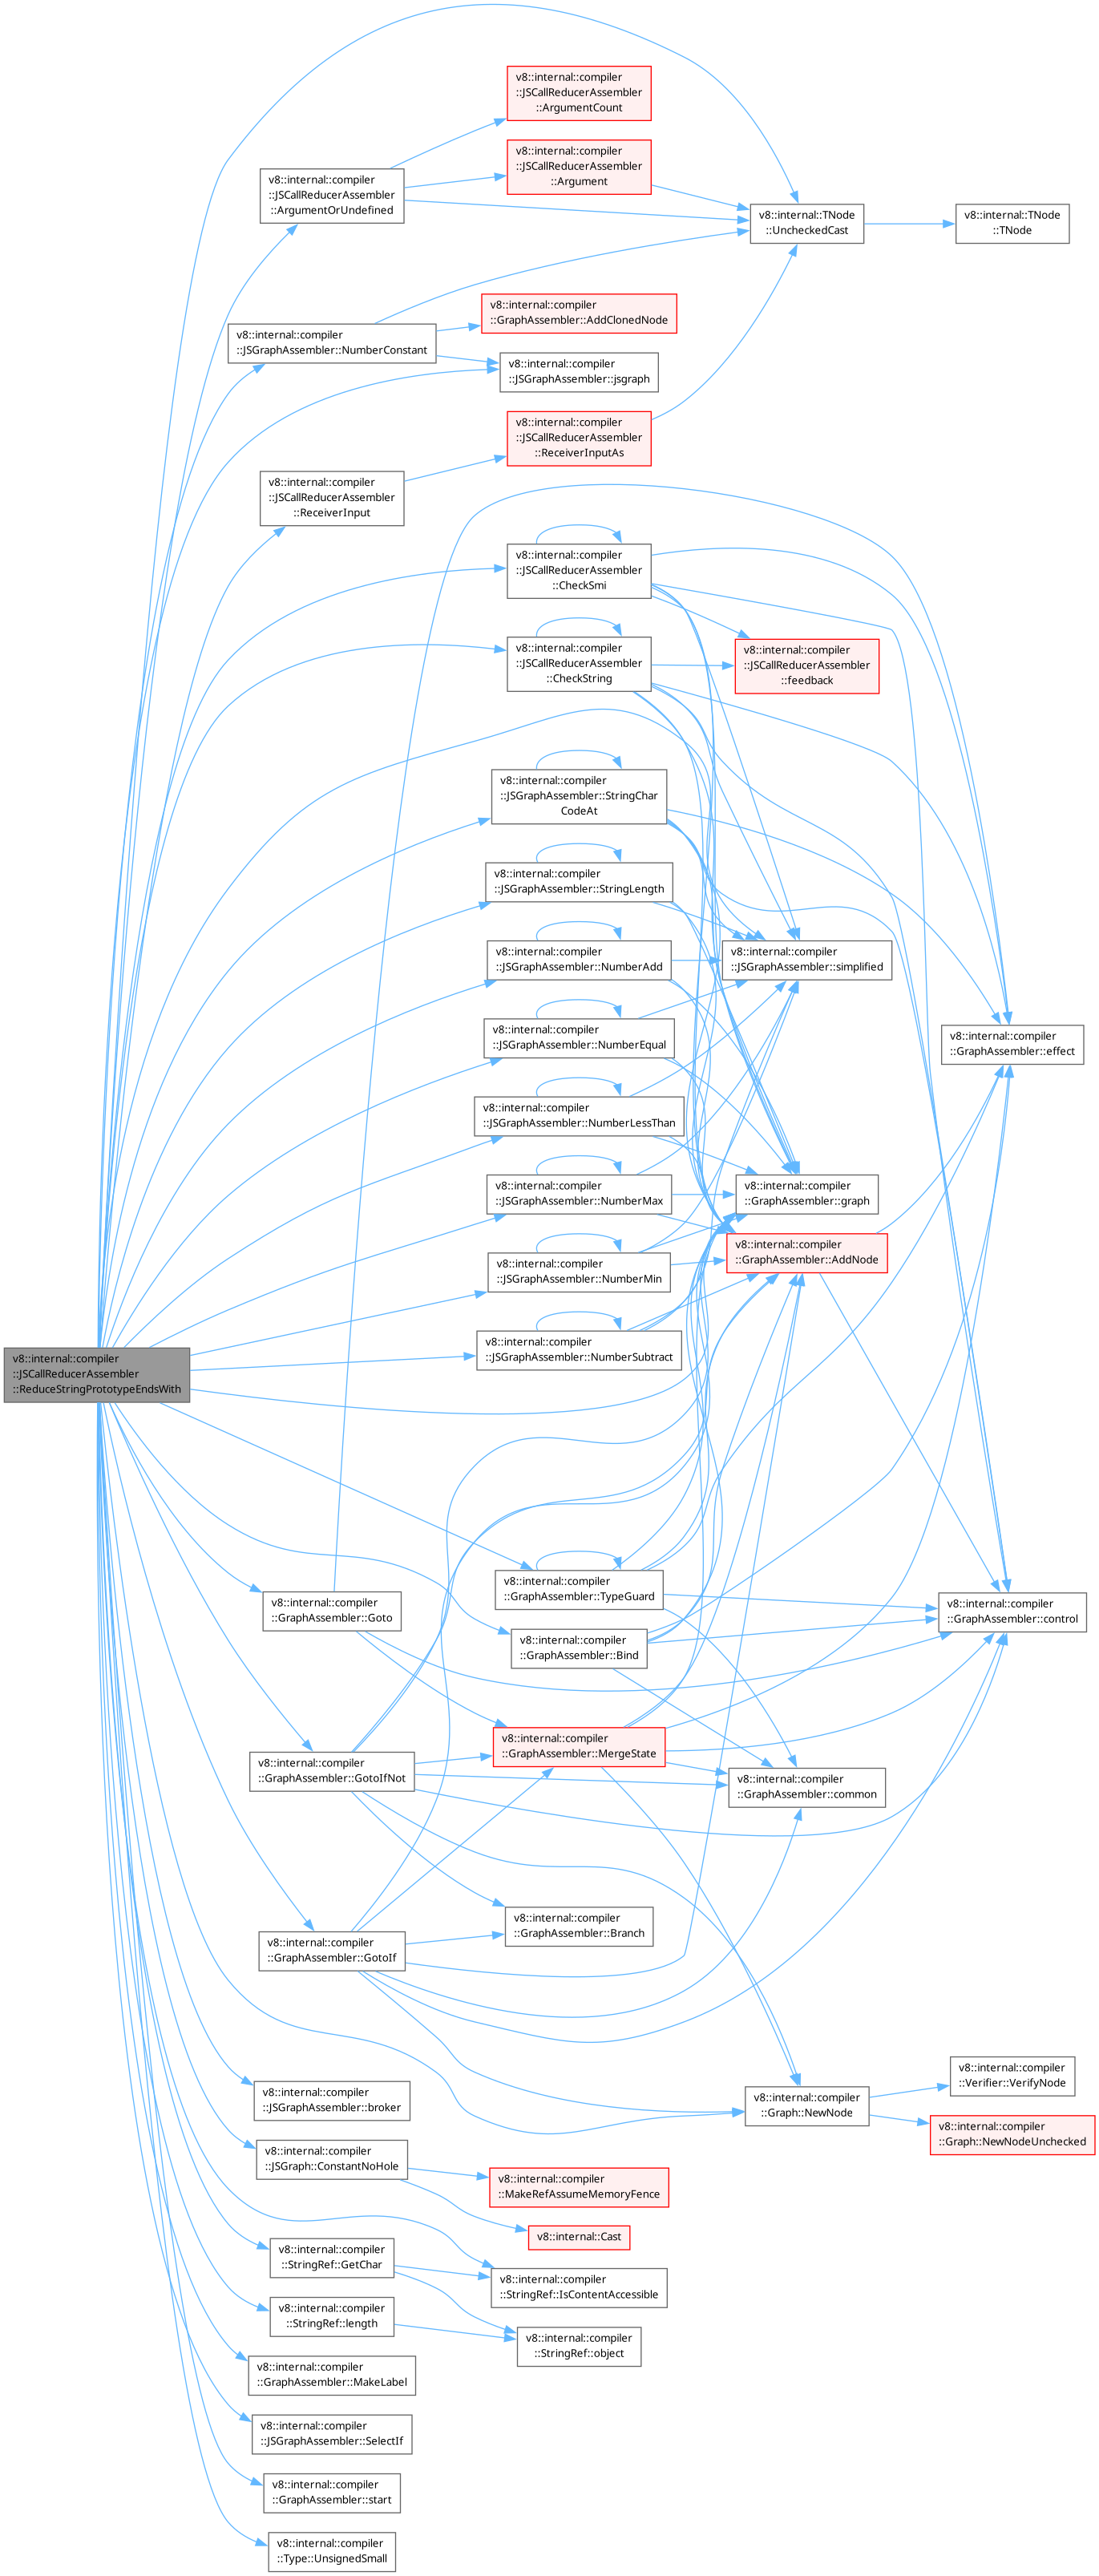 v8::internal::compiler
::JSCallReducerAssembler
::ReduceStringPrototypeEndsWith
v8::internal::compiler
::JSCallReducerAssembler
::ArgumentOrUndefined
v8::internal::compiler
::JSGraphAssembler::NumberConstant
v8::internal::compiler
::JSCallReducerAssembler
::ReceiverInput
v8::internal::compiler
::GraphAssembler::Goto
v8::internal::compiler
::GraphAssembler::GotoIfNot
v8::internal::compiler
::GraphAssembler::GotoIf
v8::internal::compiler
::JSGraphAssembler::broker
v8::internal::compiler
::JSGraph::ConstantNoHole
v8::internal::compiler
::StringRef::GetChar
v8::internal::compiler
::StringRef::length
v8::internal::compiler
::GraphAssembler::MakeLabel
v8::internal::compiler
::JSGraphAssembler::SelectIf
v8::internal::compiler
::GraphAssembler::start
v8::internal::compiler
::Type::UnsignedSmall
v8::internal::compiler
::JSCallReducerAssembler
::ArgumentCount
v8::internal::compiler
::JSCallReducerAssembler
::Argument
v8::internal::compiler
::GraphAssembler::AddClonedNode
v8::internal::compiler
::JSGraphAssembler::jsgraph
v8::internal::compiler
::JSCallReducerAssembler
::ReceiverInputAs
v8::internal::compiler
::JSCallReducerAssembler
::CheckSmi
v8::internal::compiler
::JSCallReducerAssembler
::CheckString
v8::internal::compiler
::JSGraphAssembler::StringChar
CodeAt
v8::internal::compiler
::JSGraphAssembler::StringLength
v8::internal::compiler
::JSGraphAssembler::NumberAdd
v8::internal::compiler
::JSGraphAssembler::NumberEqual
v8::internal::compiler
::JSGraphAssembler::NumberLessThan
v8::internal::compiler
::JSGraphAssembler::NumberMax
v8::internal::compiler
::JSGraphAssembler::NumberMin
v8::internal::compiler
::JSGraphAssembler::NumberSubtract
v8::internal::compiler
::GraphAssembler::TypeGuard
v8::internal::compiler
::GraphAssembler::Bind
v8::internal::compiler
::GraphAssembler::MergeState
v8::internal::compiler
::GraphAssembler::Branch
v8::internal::compiler
::MakeRefAssumeMemoryFence
v8::internal::Cast
v8::internal::compiler
::StringRef::IsContentAccessible
v8::internal::compiler
::StringRef::object
v8::internal::TNode
::UncheckedCast
v8::internal::compiler
::JSCallReducerAssembler
::feedback
v8::internal::compiler
::JSGraphAssembler::simplified
v8::internal::compiler
::GraphAssembler::graph
v8::internal::compiler
::GraphAssembler::AddNode
v8::internal::compiler
::GraphAssembler::common
v8::internal::compiler
::Graph::NewNode
v8::internal::TNode
::TNode
v8::internal::compiler
::GraphAssembler::effect
v8::internal::compiler
::GraphAssembler::control
v8::internal::compiler
::Verifier::VerifyNode
v8::internal::compiler
::Graph::NewNodeUnchecked